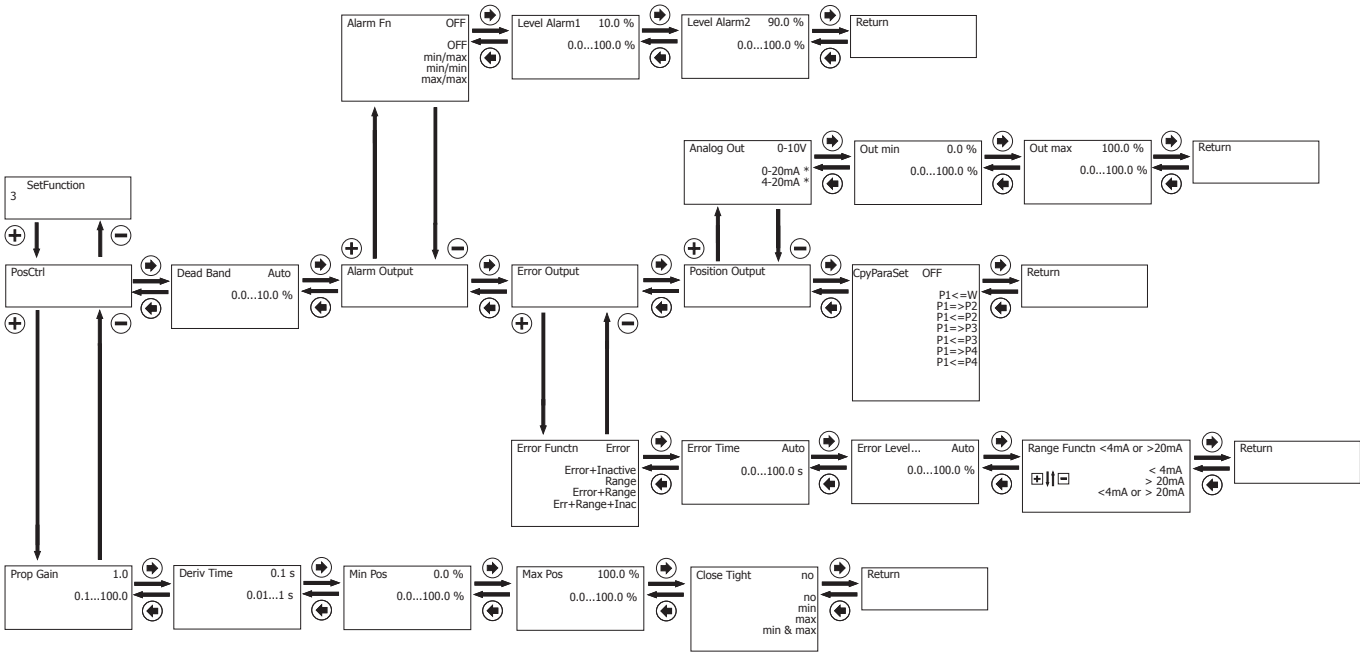 Alarm Fn OFF
OFF
min/max
min/min
max/max
Level Alarm1 10.0 %
0.0...100.0 %
Level Alarm2 90.0 %
0.0...100.0 %
Return
Analog Out 0-10V
0-20mA *
4-20mA *
Out min 0.0 %
0.0...100.0 %
Out max 100.0 %
0.0...100.0 %
Return
SetFunction
3
PosCtrl
Dead Band Auto
0.0...10.0 %
Alarm Output
Error Output
Position Output
CpyParaSet OFF
P1<=W
P1=>P2
P1<=P2
P1=>P3
P1<=P3
P1=>P4
P1<=P4
Return
Error Functn Error
Error+Inactive
Range
Error+Range
Err+Range+Inac
Error Time Auto
0.0...100.0 s
Error Level... Auto
0.0...100.0 %
Range Functn <4mA or >20mA
< 4mA
> 20mA
<4mA or > 20mA
Return
Prop Gain 1.0
0.1...100.0
Deriv Time 0.1 s
0.01...1 s
Min Pos 0.0 %
0.0...100.0 %
Max Pos 100.0 %
0.0...100.0 %
Close Tight no
no
min
max
min & max
Return